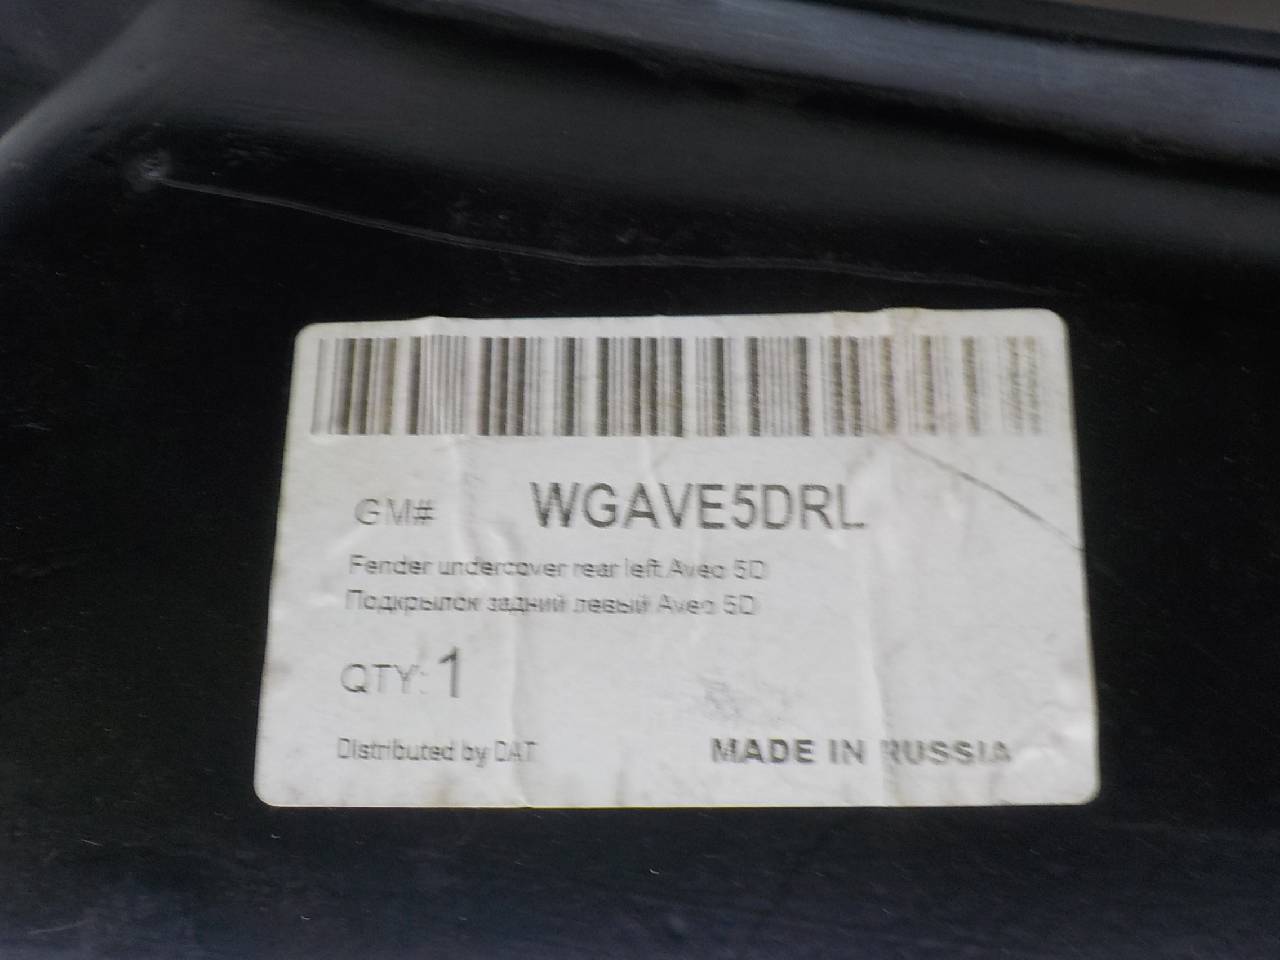 GM# WGAVE5DRL
Fender undercover rear left Aveo 5D
Подкрылок задний левый Aveo 5D
QTY: 1
Distributed by DAT MADE IN RUSSIA